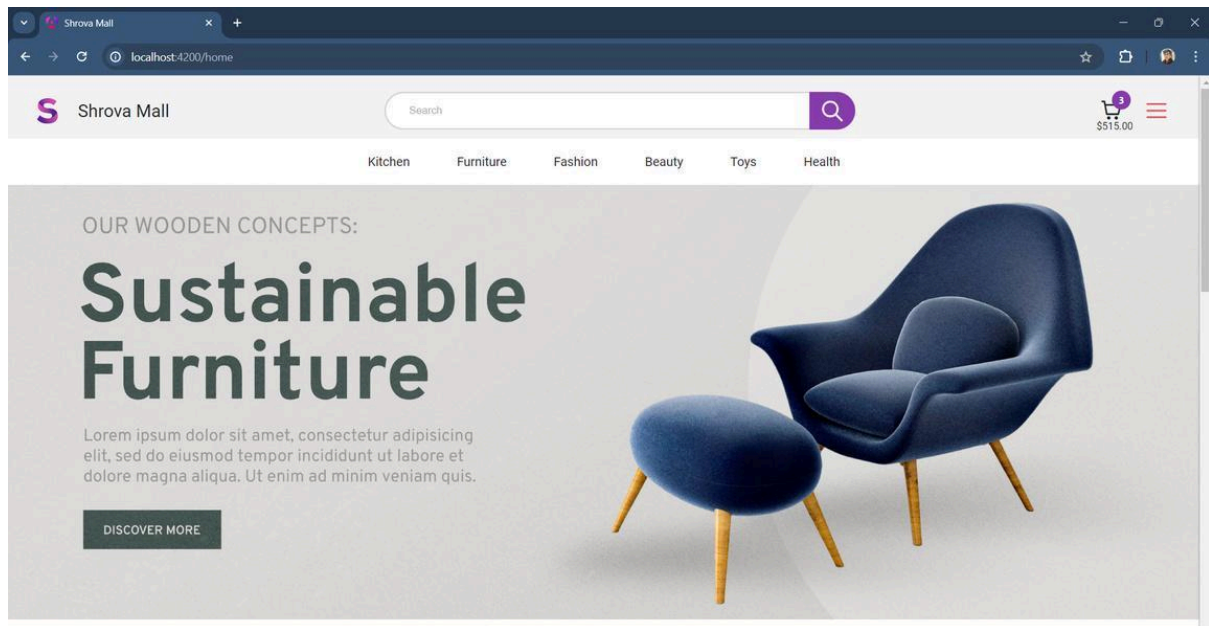 Shrova Mall
localhost:4200/home
S Shrova Mall
Search
3
$515.00
Kitchen Furniture Fashion Beauty Toys Health
OUR WOODEN CONCEPTS:
Sustainable
Furniture
Lorem ipsum dolor sit amet, consectetur adipisicing
elit, sed do eiusmod tempor incididunt ut labore et
dolore magna aliqua. Ut enim ad minim veniam quis.
DISCOVER MORE